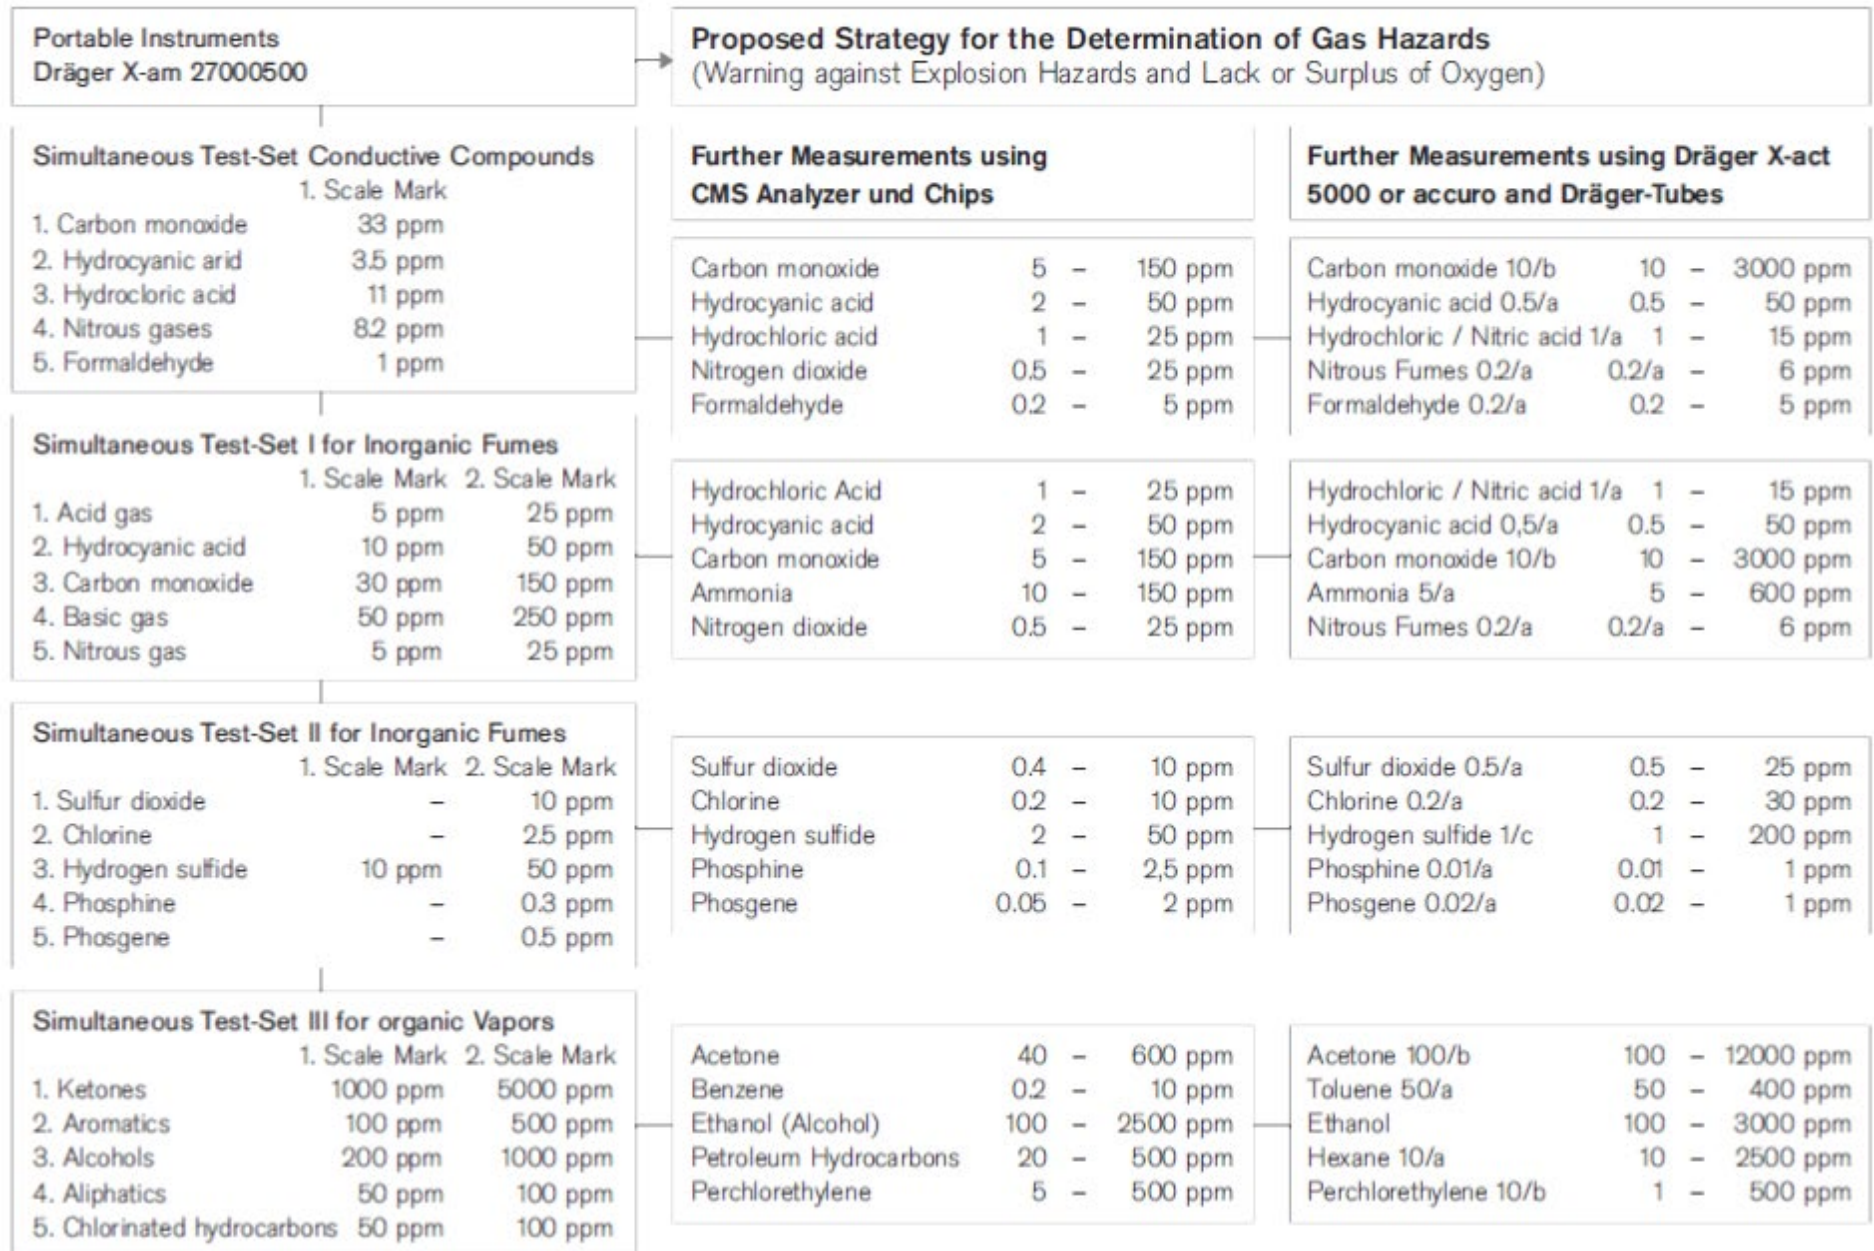 Portable Instruments
Dräger X-am 27000500
Proposed Strategy for the Determination of Gas Hazards
(Warning against Explosion Hazards and Lack or Surplus of Oxygen)
Simultaneous Test-Set Conductive Compounds
1. Scale Mark
1. Carbon monoxide 33 ppm
2. Hydrocyanic arid 3.5 ppm
3. Hydrocloric acid 11 ppm
4. Nitrous gases 8.2 ppm
5. Formaldehyde 1 ppm
Further Measurements using
CMS Analyzer und Chips
Carbon monoxide 5 – 150 ppm
Hydrocyanic acid 2 – 50 ppm
Hydrochloric acid 1 – 25 ppm
Nitrogen dioxide 0.5 – 25 ppm
Formaldehyde 0.2 – 5 ppm
Further Measurements using Dräger X-act
5000 or accuro and Dräger-Tubes
Carbon monoxide 10/b 10 – 3000 ppm
Hydrocyanic acid 0.5/a 0.5 – 50 ppm
Hydrochloric / Nitric acid 1/a 1 – 15 ppm
Nitrous Fumes 0.2/a 0.2/a – 6 ppm
Formaldehyde 0.2/a 0.2 – 5 ppm
Simultaneous Test-Set I for Inorganic Fumes
1. Scale Mark 2. Scale Mark
1. Acid gas 5 ppm 25 ppm
2. Hydrocyanic acid 10 ppm 50 ppm
3. Carbon monoxide 30 ppm 150 ppm
4. Basic gas 50 ppm 250 ppm
5. Nitrous gas 5 ppm 25 ppm
Hydrochloric Acid 1 – 25 ppm
Hydrocyanic acid 2 – 50 ppm
Carbon monoxide 5 – 150 ppm
Ammonia 10 – 150 ppm
Nitrogen dioxide 0.5 – 25 ppm
Hydrochloric / Nitric acid 1/a 1 – 15 ppm
Hydrocyanic acid 0,5/a 0.5 – 50 ppm
Carbon monoxide 10/b 10 – 3000 ppm
Ammonia 5/a 5 – 600 ppm
Nitrous Fumes 0.2/a 0.2/a – 6 ppm
Simultaneous Test-Set II for Inorganic Fumes
1. Scale Mark 2. Scale Mark
1. Sulfur dioxide – 10 ppm
2. Chlorine – 2.5 ppm
3. Hydrogen sulfide 10 ppm 50 ppm
4. Phosphine – 0.3 ppm
5. Phosgene – 0.5 ppm
Sulfur dioxide 0.4 – 10 ppm
Chlorine 0.2 – 10 ppm
Hydrogen sulfide 2 – 50 ppm
Phosphine 0.1 – 2,5 ppm
Phosgene 0.05 – 2 ppm
Sulfur dioxide 0.5/a 0.5 – 25 ppm
Chlorine 0.2/a 0.2 – 30 ppm
Hydrogen sulfide 1/c 1 – 200 ppm
Phosphine 0.01/a 0.01 – 1 ppm
Phosgene 0.02/a 0.02 – 1 ppm
Simultaneous Test-Set III for organic Vapors
1. Scale Mark 2. Scale Mark
1. Ketones 1000 ppm 5000 ppm
2. Aromatics 100 ppm 500 ppm
3. Alcohols 200 ppm 1000 ppm
4. Aliphatics 50 ppm 100 ppm
5. Chlorinated hydrocarbons 50 ppm 100 ppm
Acetone 40 – 600 ppm
Benzene 0.2 – 10 ppm
Ethanol (Alcohol) 100 – 2500 ppm
Petroleum Hydrocarbons 20 – 500 ppm
Perchlorethylene 5 – 500 ppm
Acetone 100/b 100 – 12000 ppm
Toluene 50/a 50 – 400 ppm
Ethanol 100 – 3000 ppm
Hexane 10/a 10 – 2500 ppm
Perchlorethylene 10/b 1 – 500 ppm